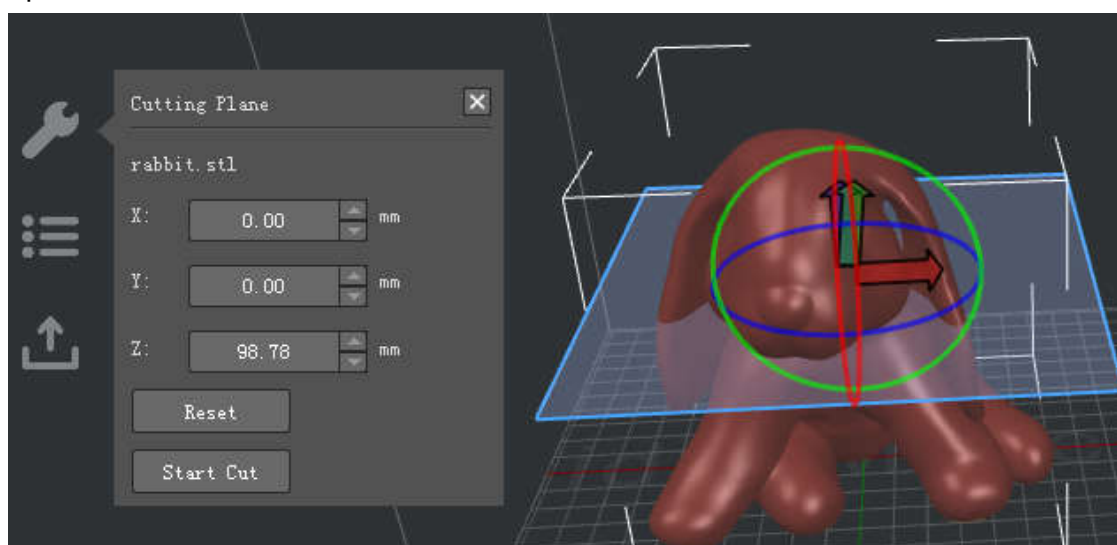 Cutting Plane
rabbit.stl
X: 0.00 mm
Y: 0.00 mm
Z: 98.78 mm
Reset
Start Cut